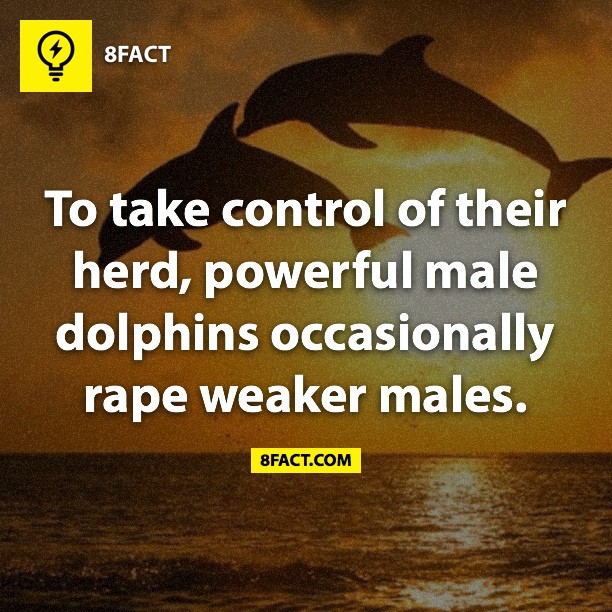 8FACT
To take control of their
herd, powerful male
dolphins occasionally
rape weaker males.
8FACT.COM